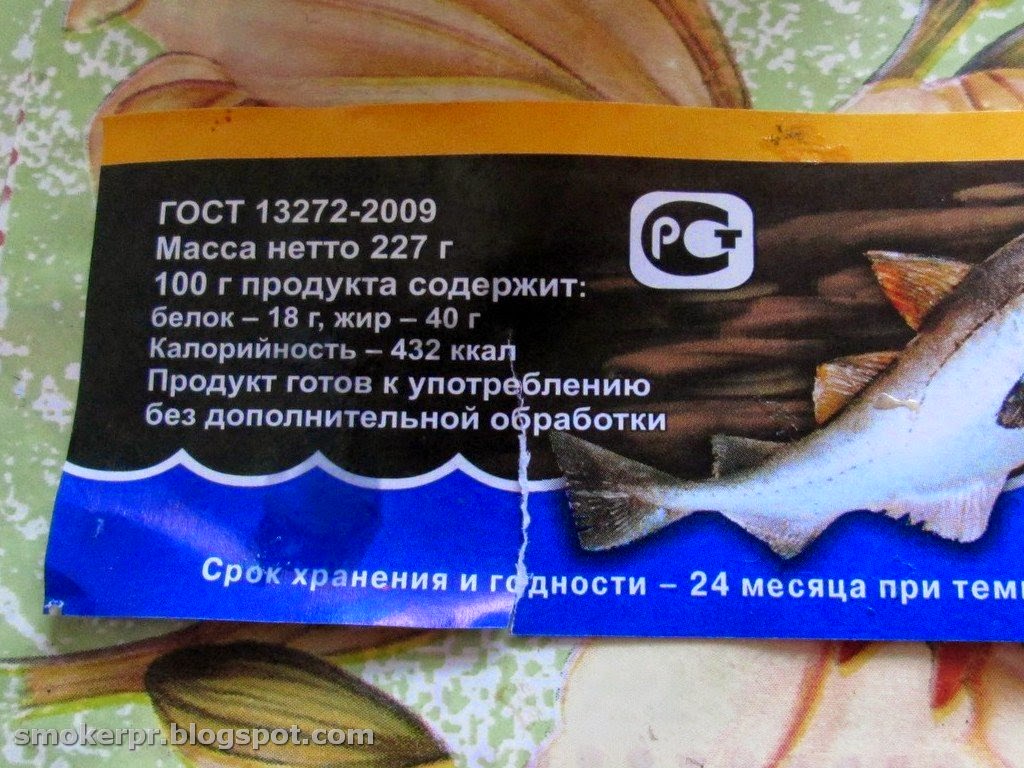 ГОСТ 13272-2009
Масса нетто 227 г
100 г продукта содержит:
белок – 18 г, жир – 40 г
Калорийность – 432 ккал
Продукт готов к употреблению
без дополнительной обработки
РСТ
Срок хранения и годности – 24 месяца при темп
smokerpr.blogspot.com